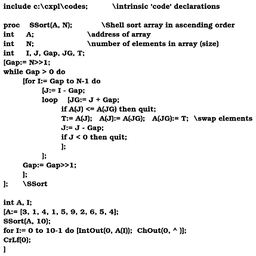 include c:\cxpl\codes;          \intrinsic 'code' declarations

proc    SSort(A, N);            \Shell sort array in ascending order
int     A;                      \address of array
int     N;                      \number of elements in array (size)
int     I, J, Gap, JG, T;
[Gap:= N>>1;
while Gap > 0 do
        [for I:= Gap to N-1 do
                [J:= I - Gap;
                loop    [JG:= J + Gap;
                        if A(J) <= A(JG) then quit;
                        T:= A(J);   A(J):= A(JG);   A(JG):= T;  \swap elements
                        J:= J - Gap;
                        if J < 0 then quit;
                        ];
                ];
        Gap:= Gap>>1;
        ];
];      \SSort

int A, I;
[A:= [3, 1, 4, 1, 5, 9, 2, 6, 5, 4];
SSort(A, 10);
for I:= 0 to 10-1 do [IntOut(0, A(I));  ChOut(0, ^ )];
CrLf(0);
]